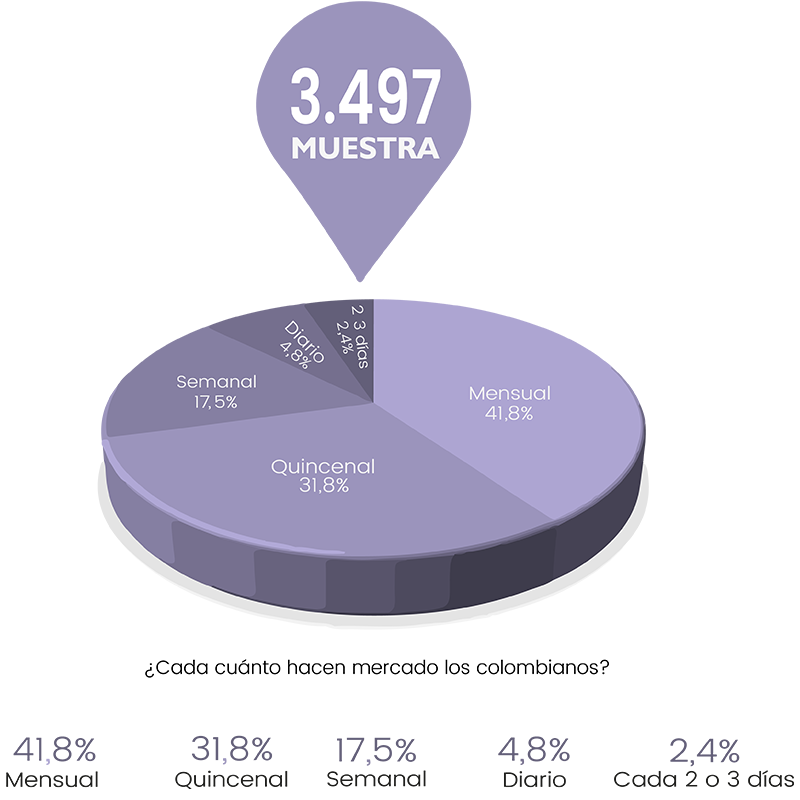 3.497
MUESTRA
2 3 días
2,4%
Diario
4,8%
Semanal
17,5%
Mensual
41,8%
Quincenal
31,8%
¿Cada cuánto hacen mercado los colombianos?
41,8% 31,8% 17,5% 4,8% 2,4%
Mensual Quincenal Semanal Diario Cada 2 o 3 días